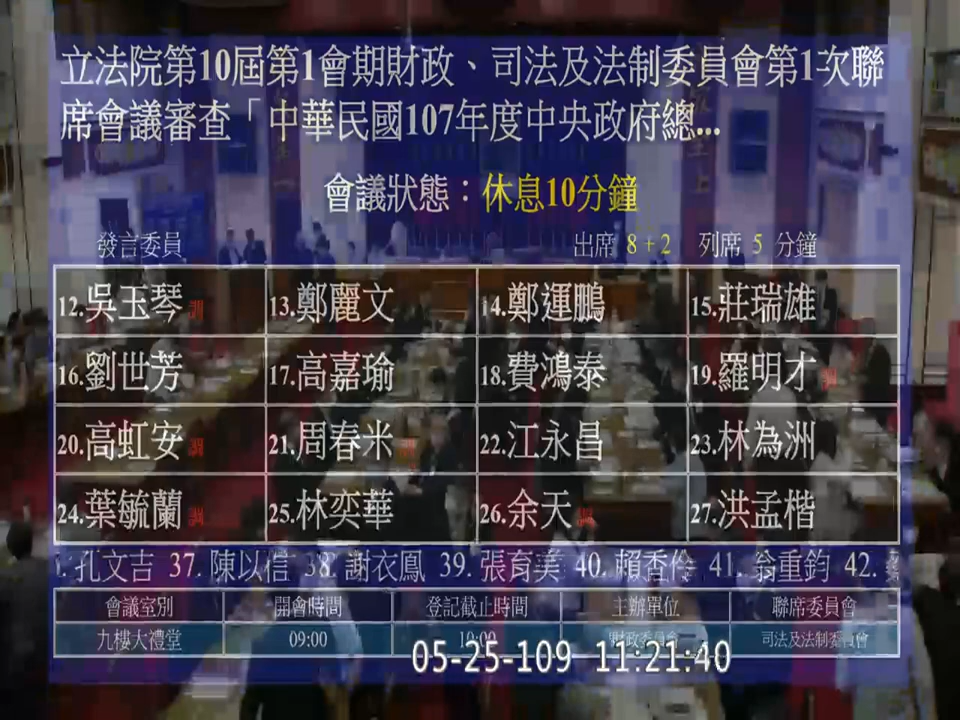 立法院第10屆第1會期財政、司法及法制委員會第1次聯
席會議審查「中華民國107年度中央政府總...
會議狀態：休息10分鐘
發言委員 出席 8+2 列席 5 分鐘
12.吳玉琴 13.鄭麗文 14.鄭運鵬 15.莊瑞雄
16.劉世芳 17.高嘉瑜 18.費鴻泰 19.羅明才
20.高虹安 21.周春米 22.江永昌 23.林為洲
24.葉毓蘭 25.林奕華 26.余天 27.洪孟楷
孔文吉 37. 陳以信 38. 謝衣鳳 39. 張育美 40. 賴香伶 41. 翁重鈞 42.
會議室別 開會時間 登記截止時間 主辦單位 聯席委員會
九樓大禮堂 09:00 10:00 財政委員會 司法及法制委員會
05-25-109 11:21:40